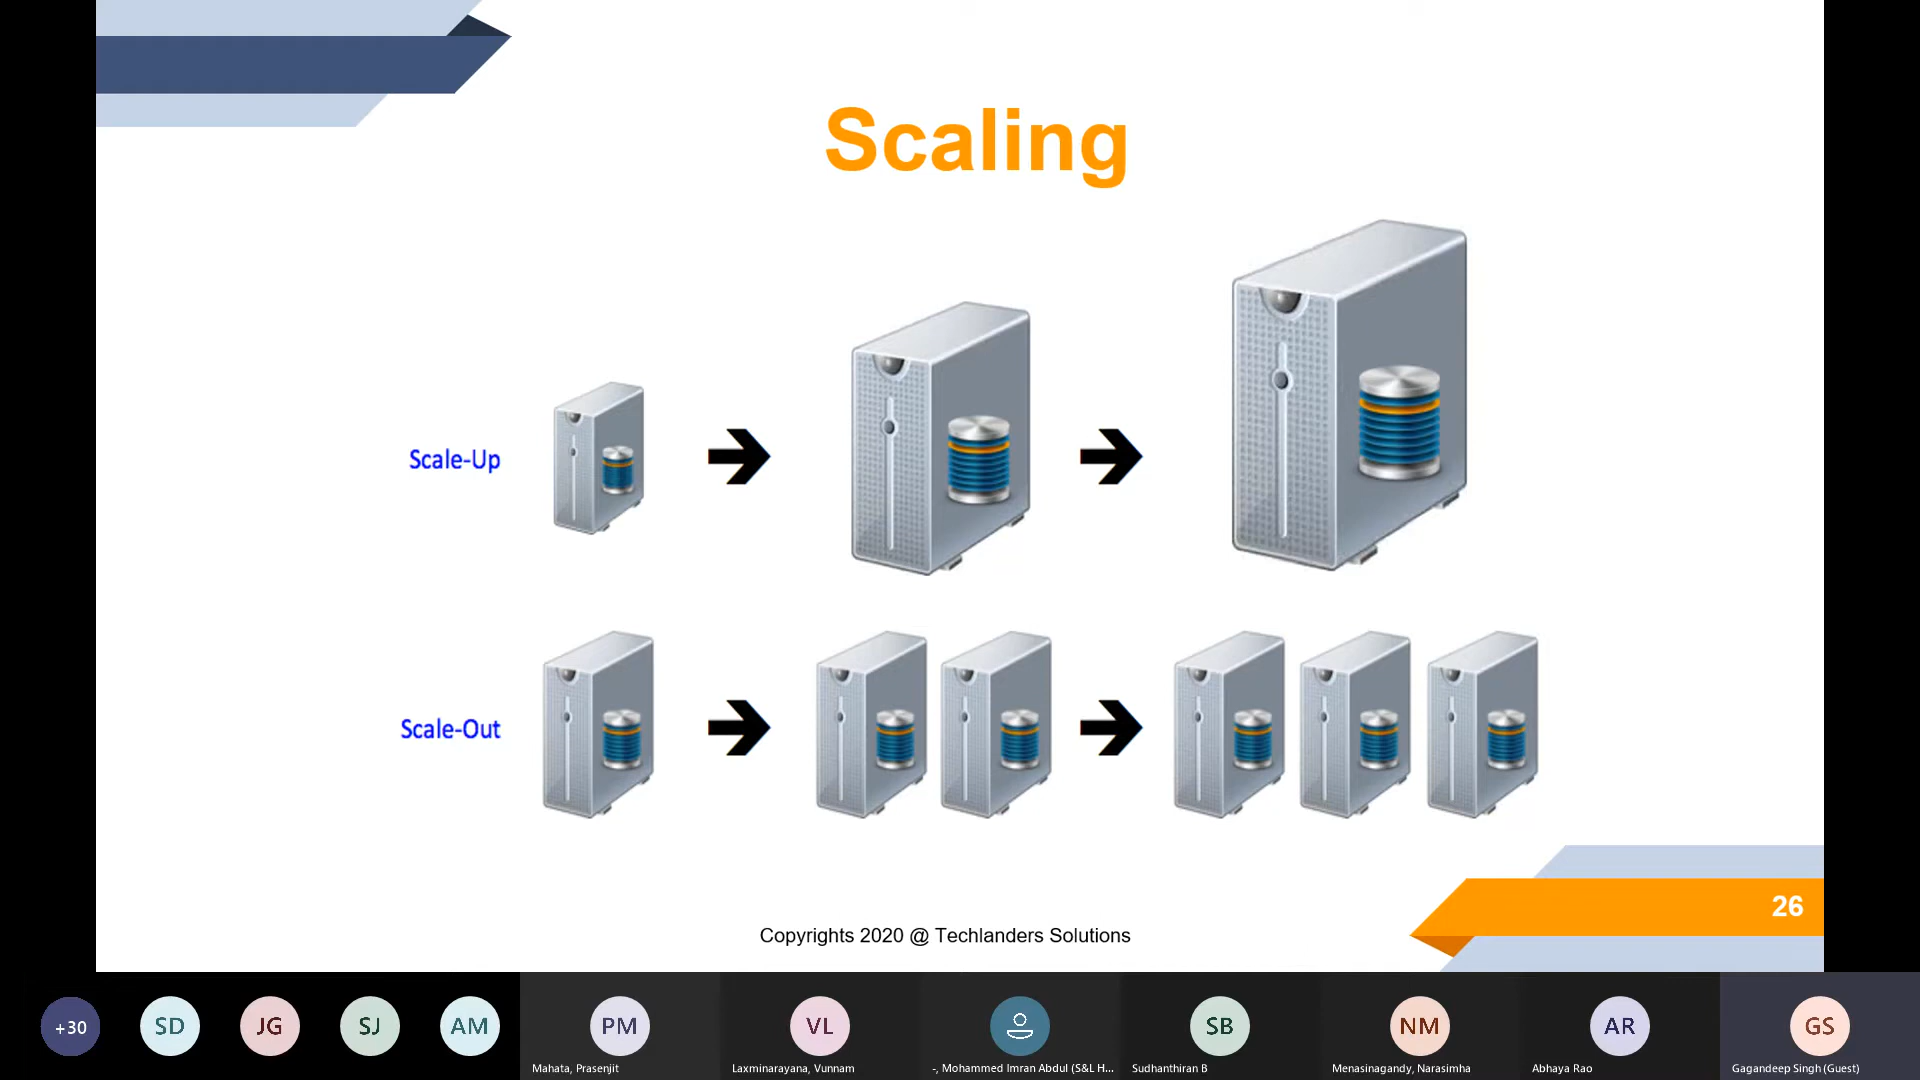 Scaling
Scale-Up
Scale-Out
26
Copyrights 2020 @ Techlanders Solutions
+30
SD
JG
SJ
AM
PM
VL
SB
NM
AR
GS
Mahata, Prasenjit
Laxminarayana, Vunnam
-, Mohammed Imran Abdul (S&L H...
Sudhanthiran B
Menasinagandy, Narasimha
Abhaya Rao
Gagandeep Singh (Guest)